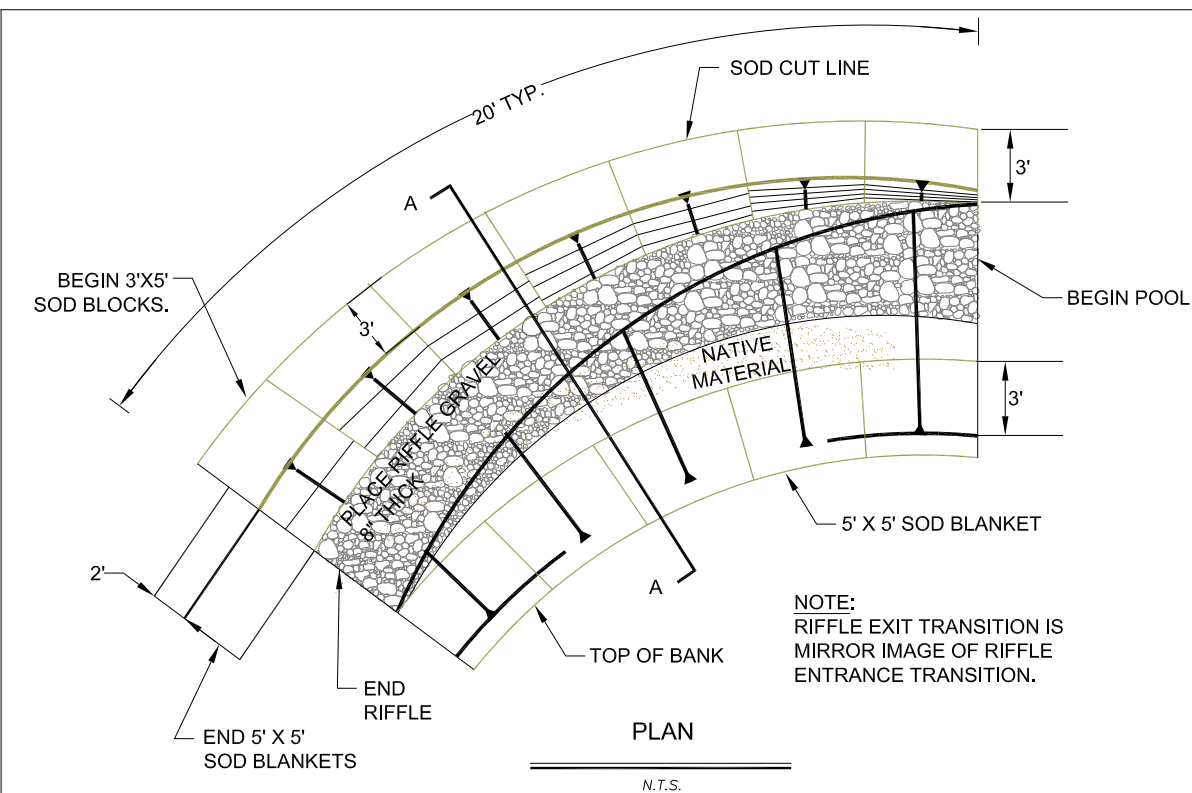 20' TYP.
SOD CUT LINE
A
3'
BEGIN 3'X5'
SOD BLOCKS.
3'
BEGIN POOL
NATIVE
MATERIAL
3'
PLACE RIFFLE GRAVEL
8" THICK
5' X 5' SOD BLANKET
2'
A
NOTE:
RIFFLE EXIT TRANSITION IS
MIRROR IMAGE OF RIFFLE
ENTRANCE TRANSITION.
TOP OF BANK
END
RIFFLE
END 5' X 5'
SOD BLANKETS
PLAN
N.T.S.